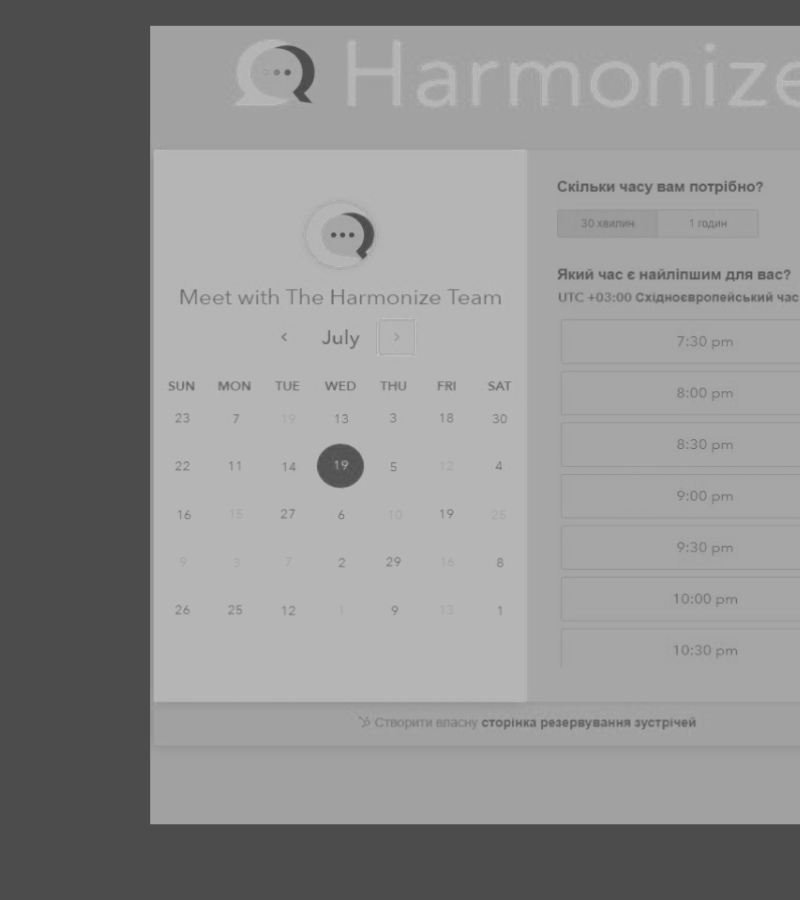 Harmonize
Meet with The Harmonize Team
July
SUN MON TUE WED THU FRI SAT
23 7 19 13 3 18 30
22 11 14 19 5 12 4
16 15 27 6 10 19 25
9 3 7 2 29 16 8
26 25 12 1 9 13 1
Скільки часу вам потрібно?
30 хвилин 1 годин
Який час є найліпшим для вас?
UTC +03:00 Східноєвропейський час
7:30 pm
8:00 pm
8:30 pm
9:00 pm
9:30 pm
10:00 pm
10:30 pm
Створити власну сторінка резервування зустрічей